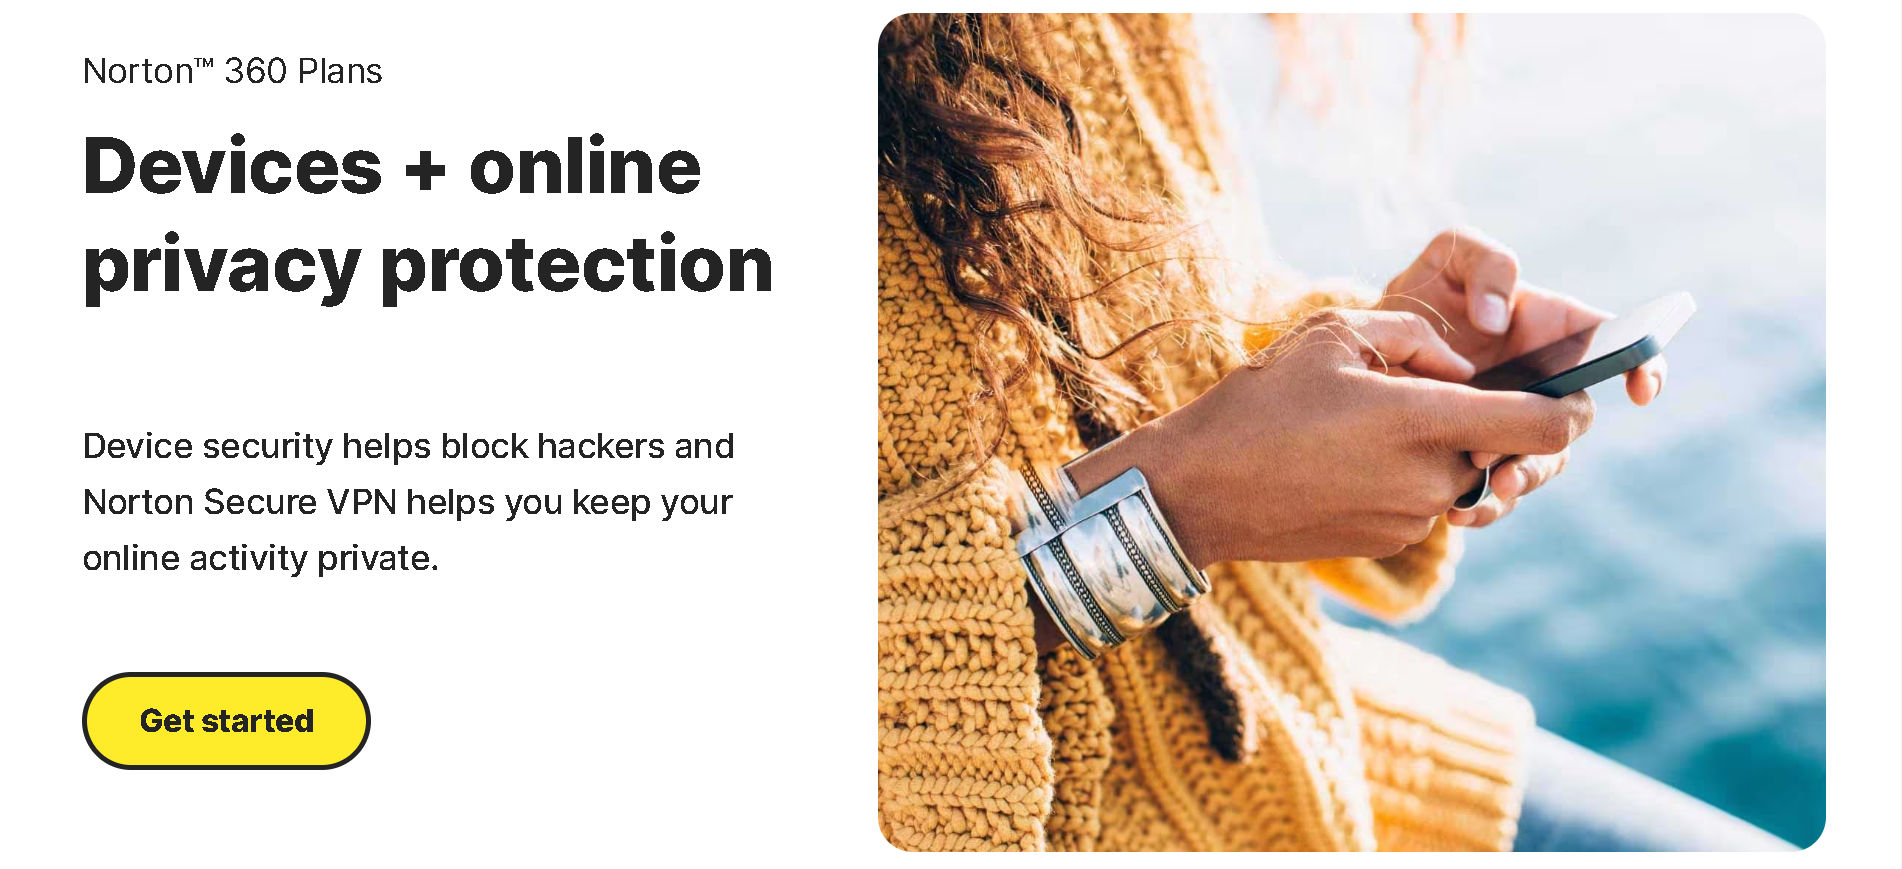 Norton™ 360 Plans
Devices + online
privacy protection
Device security helps block hackers and
Norton Secure VPN helps you keep your
online activity private.
Get started